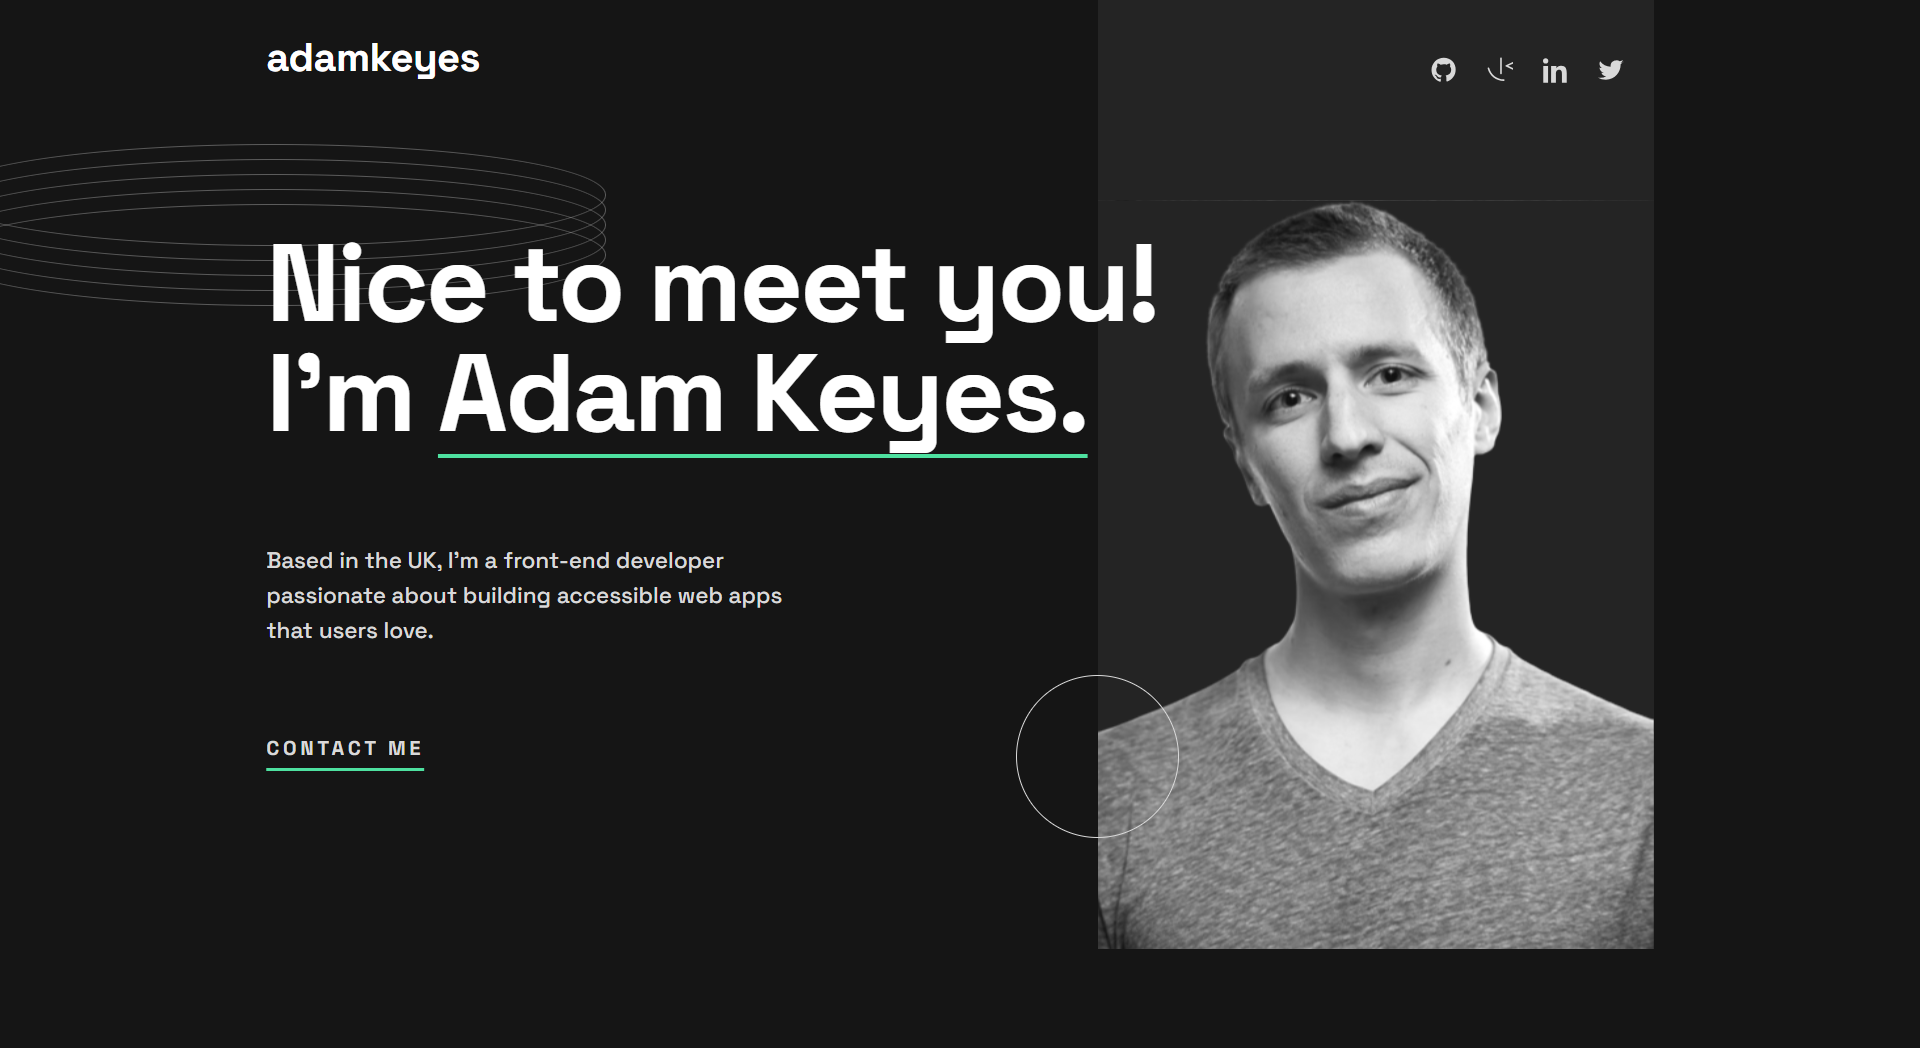 adamkeyes
Nice to meet you!
I’m Adam Keyes.
Based in the UK, I’m a front-end developer
passionate about building accessible web apps
that users love.
CONTACT ME